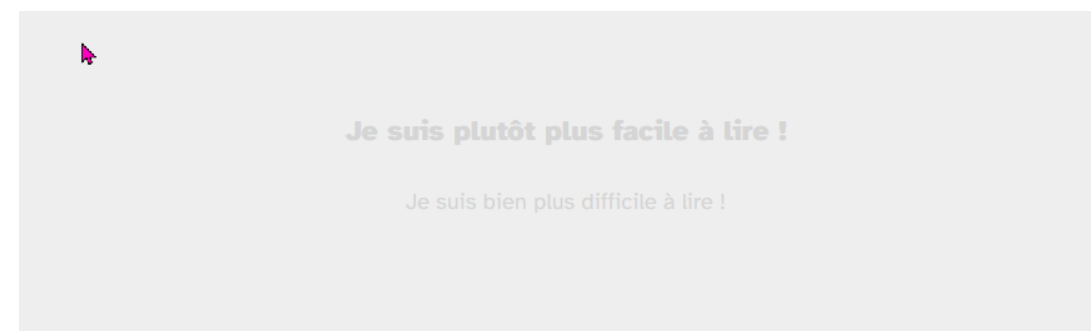 Je suis plutôt plus facile à lire !
Je suis bien plus difficile à lire !